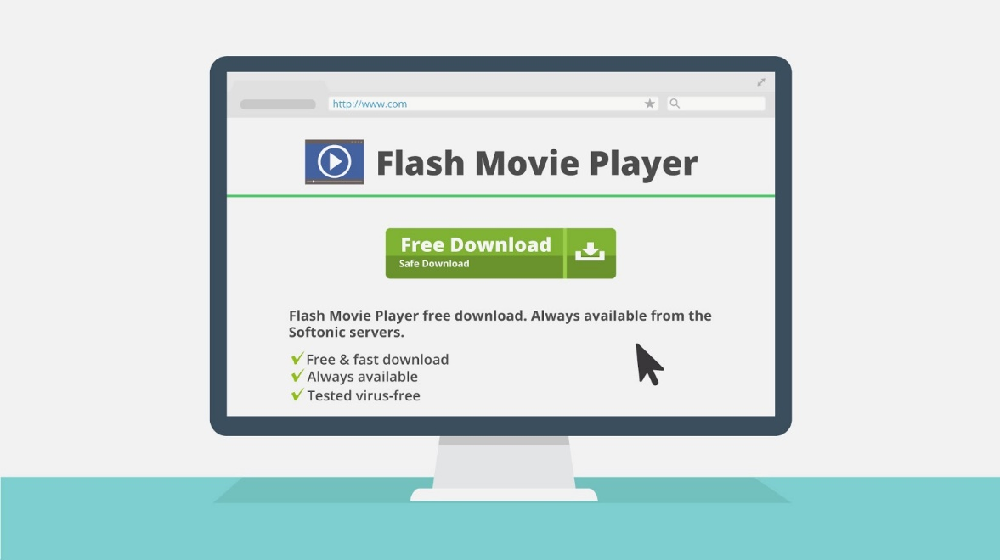 http://www.com
Flash Movie Player
Free Download
Safe Download
Flash Movie Player free download. Always available from the
Softonic servers.
Free & fast download
Always available
Tested virus-free